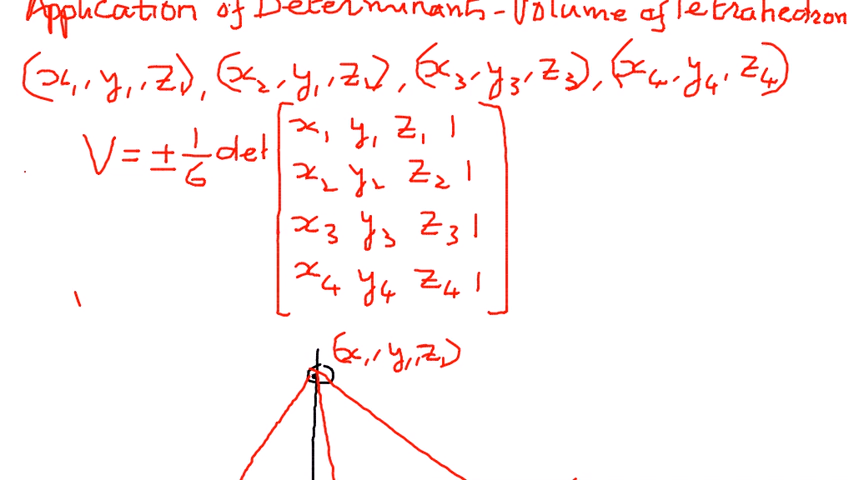 Application of Determinants - Volume of Tetrahedron
(x₁, y₁, z₁), (x₂, y₁, z₁), (x₃, y₃, z₃), (x₄, y₄, z₄)
V = ± 1/6 det [x₁ y₁ z₁ 1
x₂ y₂ z₂ 1
x₃ y₃ z₃ 1
x₄ y₄ z₄ 1]
(x₁, y₁, z₁)